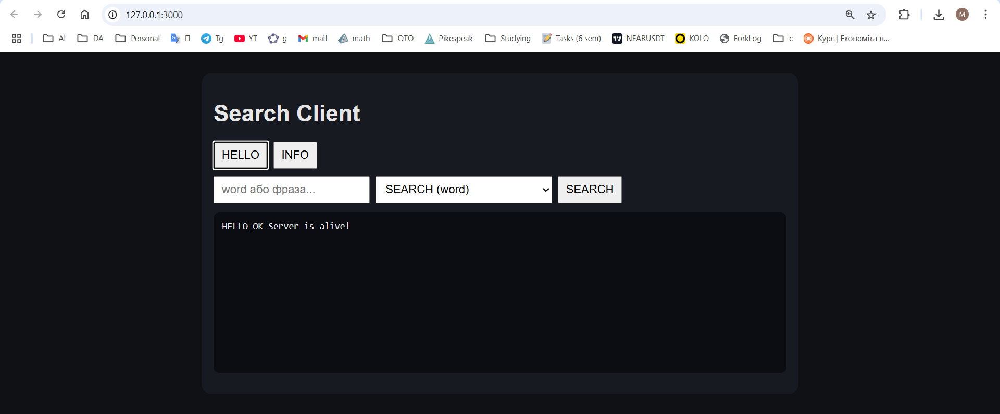 127.0.0.1:3000
M
AI DA Personal П Tg YT g mail math ОТО Pikespeak Studying Tasks (6 sem) NEARUSDT KOLO ForkLog с Курс | Економіка н...
Search Client
HELLO INFO
word або фраза... SEARCH (word) SEARCH
HELLO_OK Server is alive!